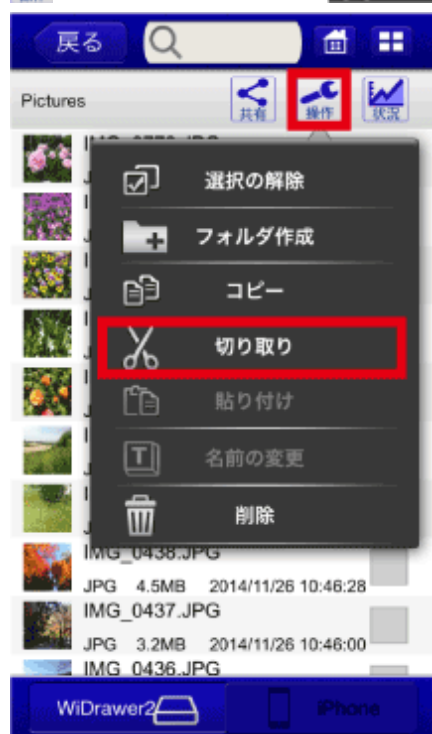 戻る
Pictures
共有
操作
状況
選択の解除
フォルダ作成
コピー
切り取り
貼り付け
名前の変更
削除
IMG_0438.JPG
JPG 4.5MB 2014/11/26 10:46:28
IMG_0437.JPG
JPG 3.2MB 2014/11/26 10:46:00
IMG_0436.JPG
WiDrawer2
iPhone